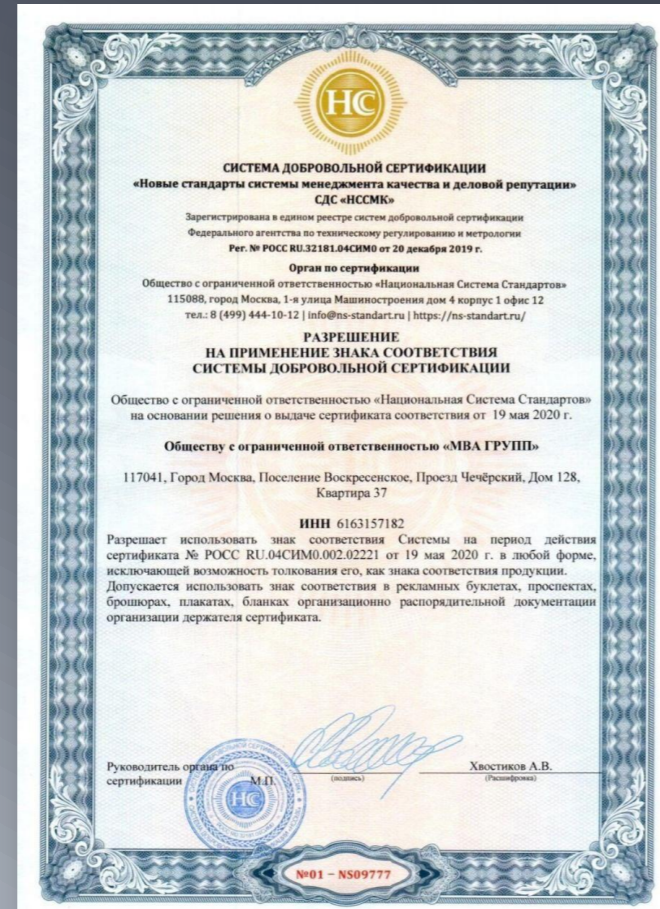 НС
СИСТЕМА ДОБРОВОЛЬНОЙ СЕРТИФИКАЦИИ
«Новые стандарты системы менеджмента качества и деловой репутации»
СДС «НССМК»
Зарегистрирована в едином реестре систем добровольной сертификации
Федерального агентства по техническому регулированию и метрологии
Рег. № РОСС RU.32181.04СИМ0 от 20 декабря 2019 г.
Орган по сертификации
Общество с ограниченной ответственностью «Национальная Система Стандартов»
115088, город Москва, 1-я улица Машиностроения дом 4 корпус 1 офис 12
тел.: 8 (499) 444-10-12 | info@ns-standart.ru | https://ns-standart.ru/
РАЗРЕШЕНИЕ
НА ПРИМЕНЕНИЕ ЗНАКА СООТВЕТСТВИЯ
СИСТЕМЫ ДОБРОВОЛЬНОЙ СЕРТИФИКАЦИИ
Общество с ограниченной ответственностью «Национальная Система Стандартов»
на основании решения о выдаче сертификата соответствия от 19 мая 2020 г.
Обществу с ограниченной ответственностью «МВА ГРУПП»
117041, Город Москва, Поселение Воскресенское, Проезд Чечёрский, Дом 128,
Квартира 37
ИНН 6163157182
Разрешает использовать знак соответствия Системы на период действия
сертификата № РОСС RU.04СИМ0.002.02221 от 19 мая 2020 г. в любой форме,
исключающей возможность толкования его, как знака соответствия продукции.
Допускается использовать знак соответствия в рекламных буклетах, проспектах,
брошюрах, плакатах, бланках организационно распорядительной документации
организации держателя сертификата.
Руководитель органа по
сертификации М.П.
(подпись)
Хвостиков А.В.
(Расшифровка)
НС
№01 – NS09777